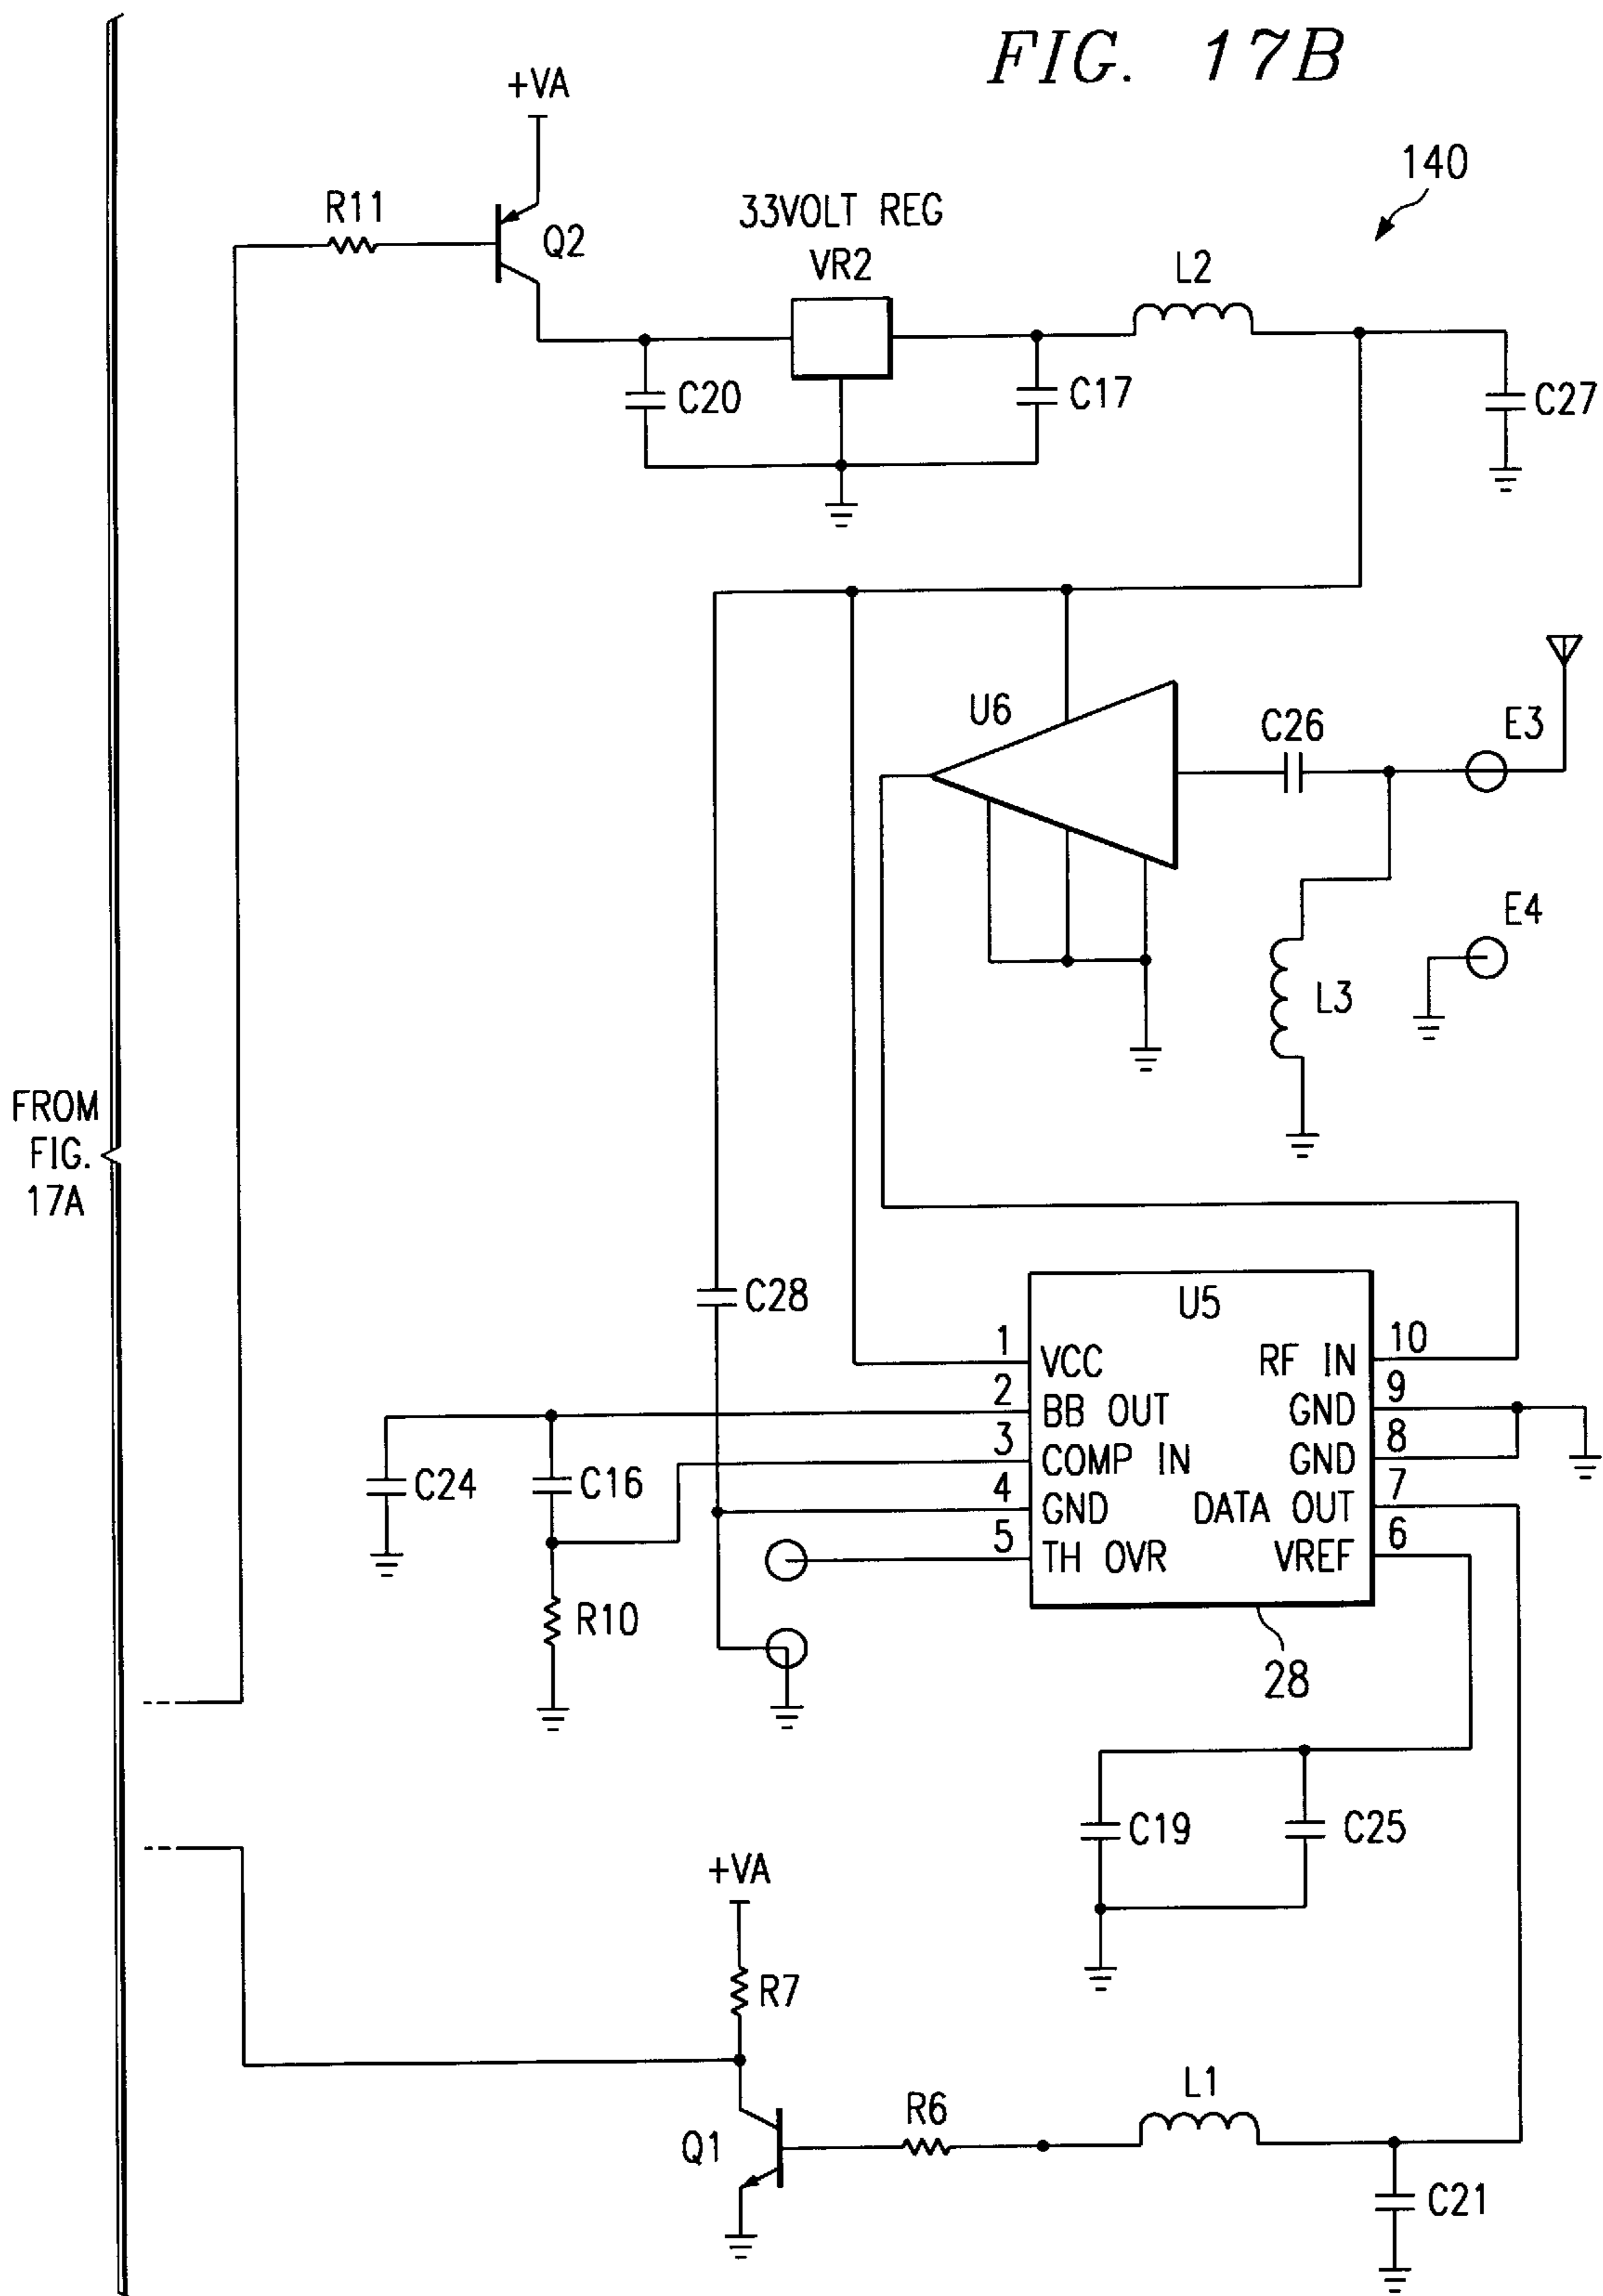 FIG. 17B
+VA
140
R11
Q2
33VOLT REG
VR2
L2
C20
C17
C27
U6
C26
E3
E4
L3
FROM
FIG.
17A
C28
U5
1
VCC
RF IN
10
2
BB OUT
GND
9
3
COMP IN
GND
8
4
GND
DATA OUT
7
5
TH OVR
VREF
6
C24
C16
R10
28
C19
C25
+VA
R7
Q1
R6
L1
C21